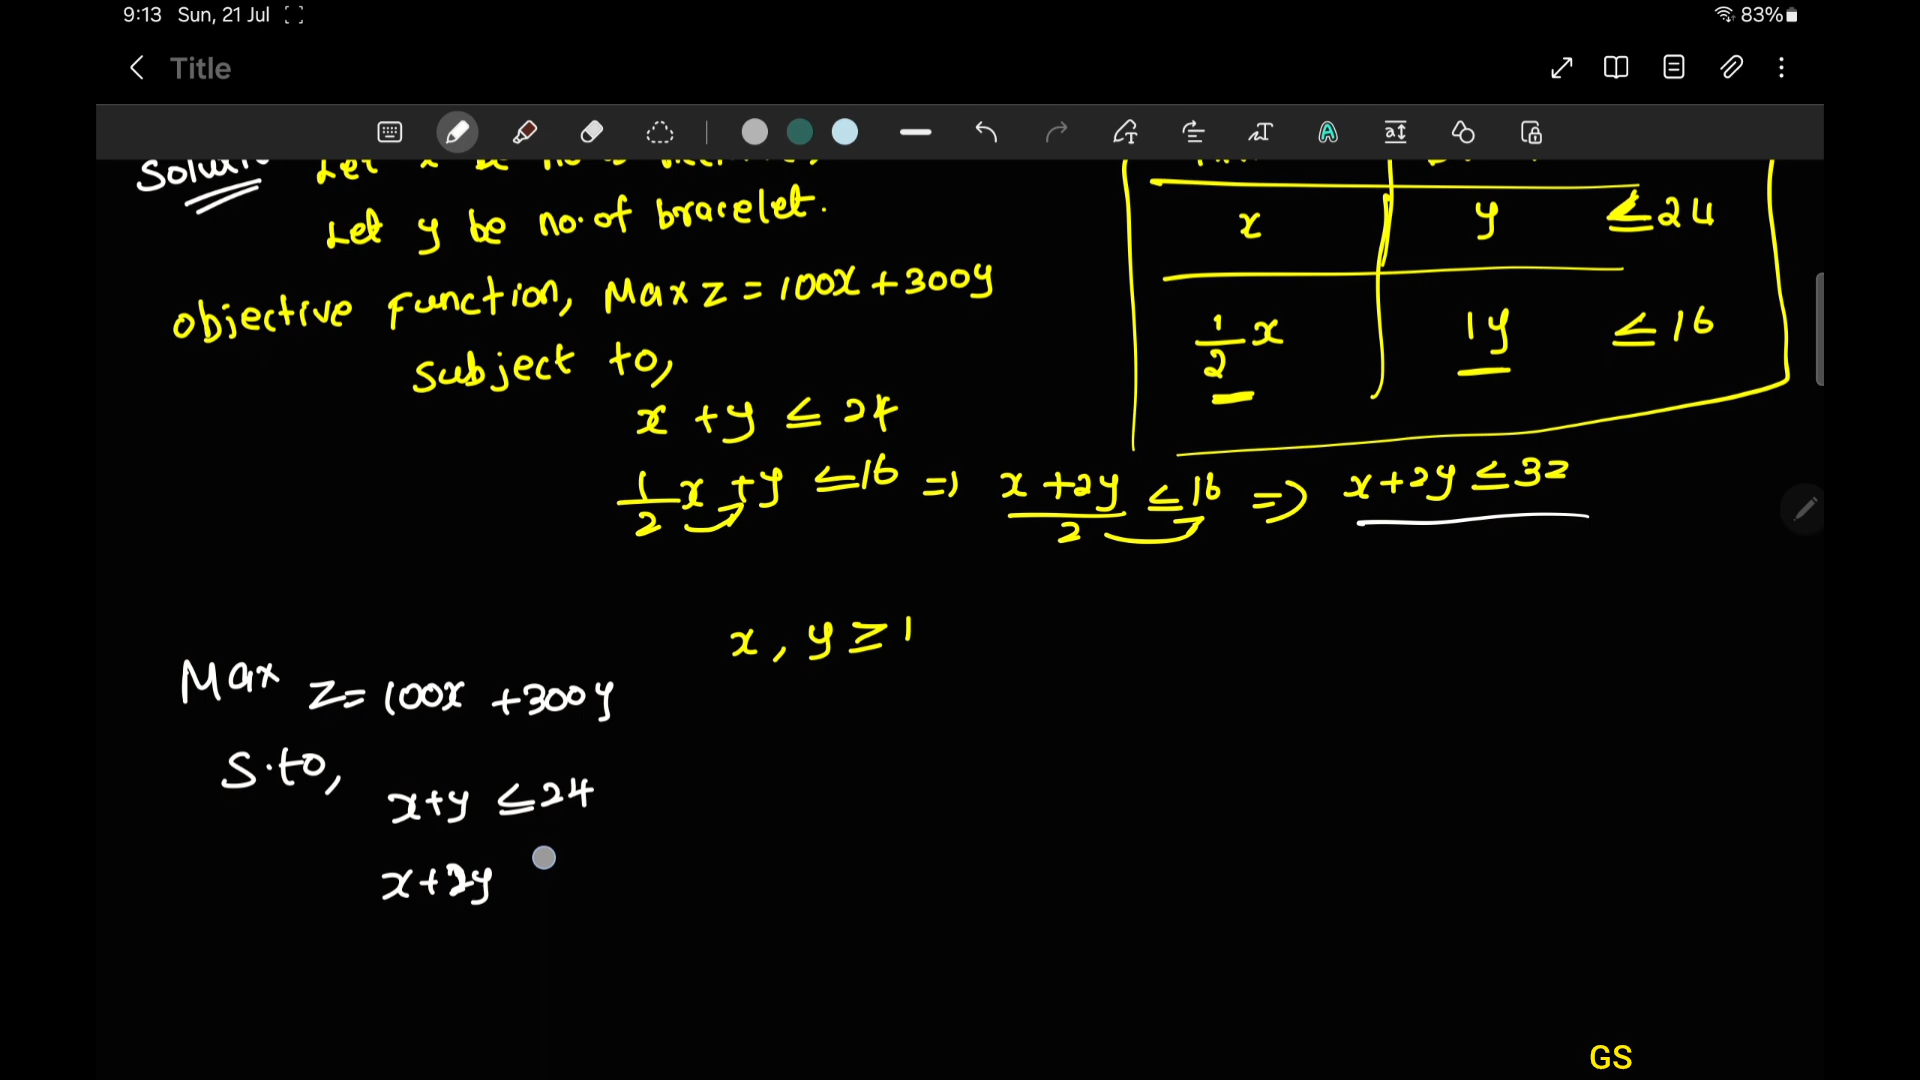 9:13 Sun, 21 Jul
83%
Title
Let y be no. of bracelet.
objective function, Max z = 100x + 300y
subject to,
x + y ≤ 24
1/2 x + y ≤ 16 => x + 2y / 2 ≤ 16 => x + 2y ≤ 32
x , y ≥ 1
x y ≤ 24
1/2 x 1y ≤ 16
Max z = 100x + 300y
S.to,
x+y ≤ 24
x+2y
GS